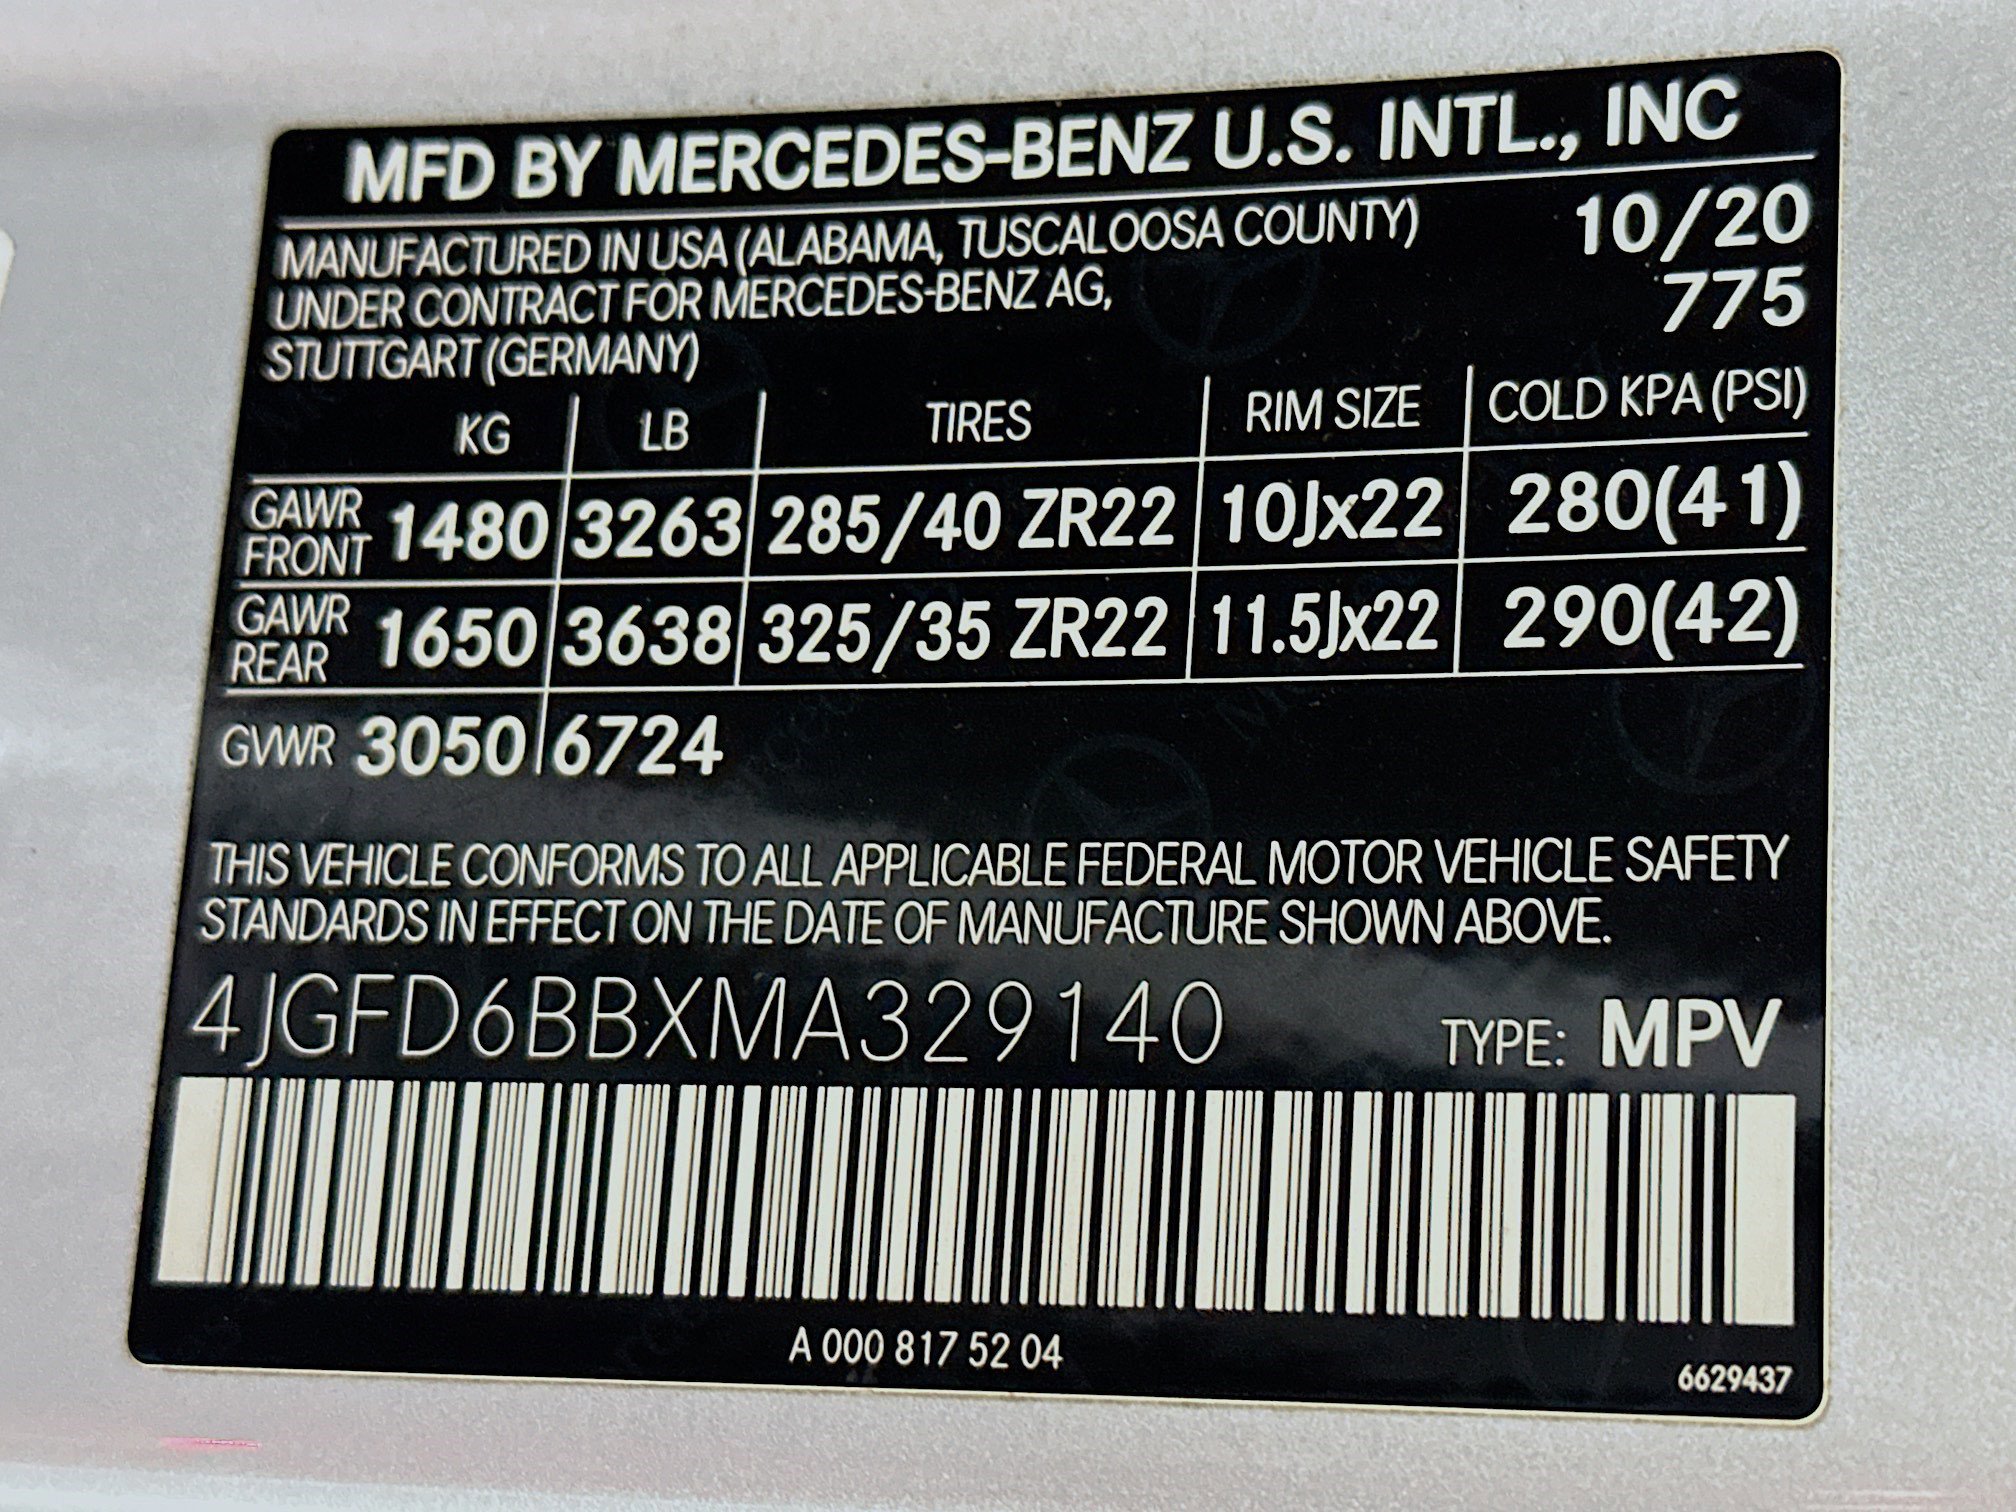 MFD BY MERCEDES-BENZ U.S. INTL., INC
MANUFACTURED IN USA (ALABAMA, TUSCALOOSA COUNTY) 10/20
UNDER CONTRACT FOR MERCEDES-BENZ AG, 775
STUTTGART (GERMANY)
KG LB TIRES RIM SIZE COLD KPA (PSI)
GAWR FRONT 1480 3263 285/40 ZR22 10Jx22 280(41)
GAWR REAR 1650 3638 325/35 ZR22 11.5Jx22 290(42)
GVWR 3050 6724
THIS VEHICLE CONFORMS TO ALL APPLICABLE FEDERAL MOTOR VEHICLE SAFETY
STANDARDS IN EFFECT ON THE DATE OF MANUFACTURE SHOWN ABOVE.
4JGFD6BBXMA329140 TYPE: MPV
A 000 817 52 04
6629437